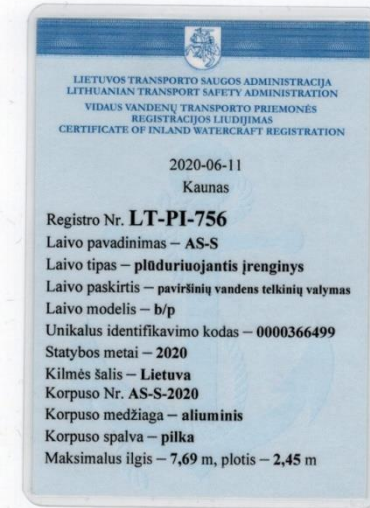 LIETUVOS TRANSPORTO SAUGOS ADMINISTRACIJA
LITHUANIAN TRANSPORT SAFETY ADMINISTRATION
VIDAUS VANDENŲ TRANSPORTO PRIEMONĖS
REGISTRACIJOS LIUDIJIMAS
CERTIFICATE OF INLAND WATERCRAFT REGISTRATION
2020-06-11
Kaunas
Registro Nr. LT-PI-756
Laivo pavadinimas – AS-S
Laivo tipas – plūduriuojantis įrenginys
Laivo paskirtis – paviršinių vandens telkinių valymas
Laivo modelis – b/p
Unikalus identifikavimo kodas – 0000366499
Statybos metai – 2020
Kilmės šalis – Lietuva
Korpuso Nr. AS-S-2020
Korpuso medžiaga – aliuminis
Korpuso spalva – pilka
Maksimalus ilgis – 7,69 m, plotis – 2,45 m